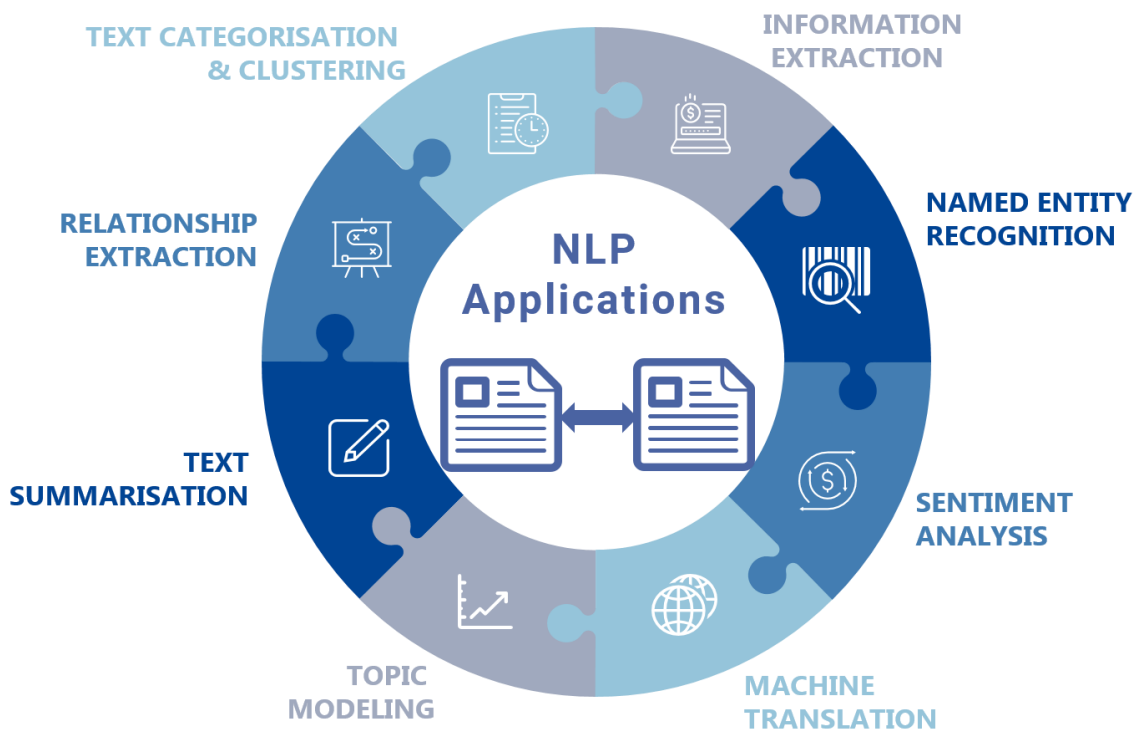 TEXT CATEGORISATION
& CLUSTERING
INFORMATION
EXTRACTION
NAMED ENTITY
RECOGNITION
RELATIONSHIP
EXTRACTION
NLP
Applications
TEXT
SUMMARISATION
SENTIMENT
ANALYSIS
TOPIC
MODELING
MACHINE
TRANSLATION